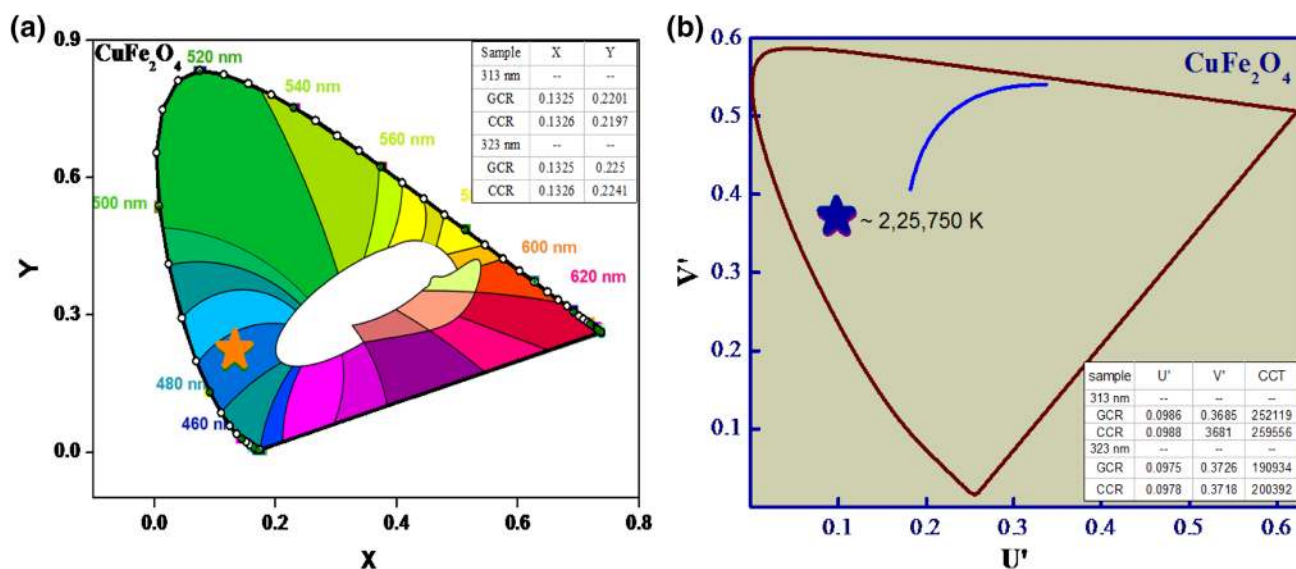 (a)
CuFe2O4
0.9
0.6
0.3
0.0
Y
0.0 0.2 0.4 0.6 0.8
X
520 nm
540 nm
560 nm
500 nm
600 nm
620 nm
480 nm
460 nm
Sample X Y
313 nm -- --
GCR 0.1325 0.2201
CCR 0.1326 0.2197
323 nm -- --
GCR 0.1325 0.225
CCR 0.1326 0.2241
(b)
CuFe2O4
0.6
0.5
0.4
0.3
0.2
0.1
V'
0.1 0.2 0.3 0.4 0.5 0.6
U'
~ 2,25,750 K
sample U' V' CCT
313 nm -- -- --
GCR 0.0986 0.3685 252119
CCR 0.0988 3681 259556
323 nm -- -- --
GCR 0.0975 0.3726 190934
CCR 0.0978 0.3718 200392